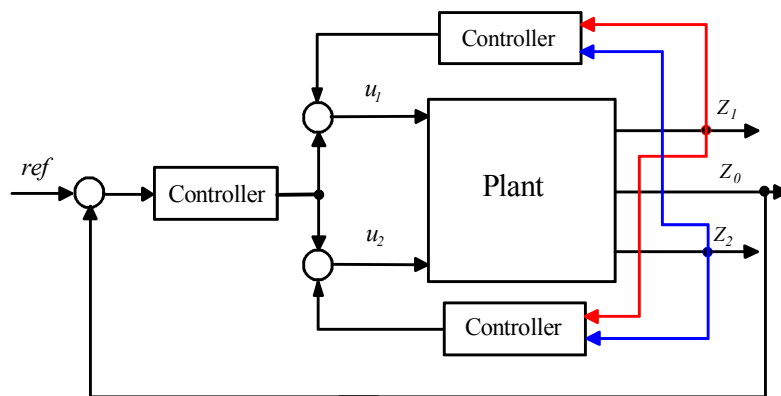 Controller
u1
Z1
ref
Controller
Plant
Z0
u2
Z2
Controller